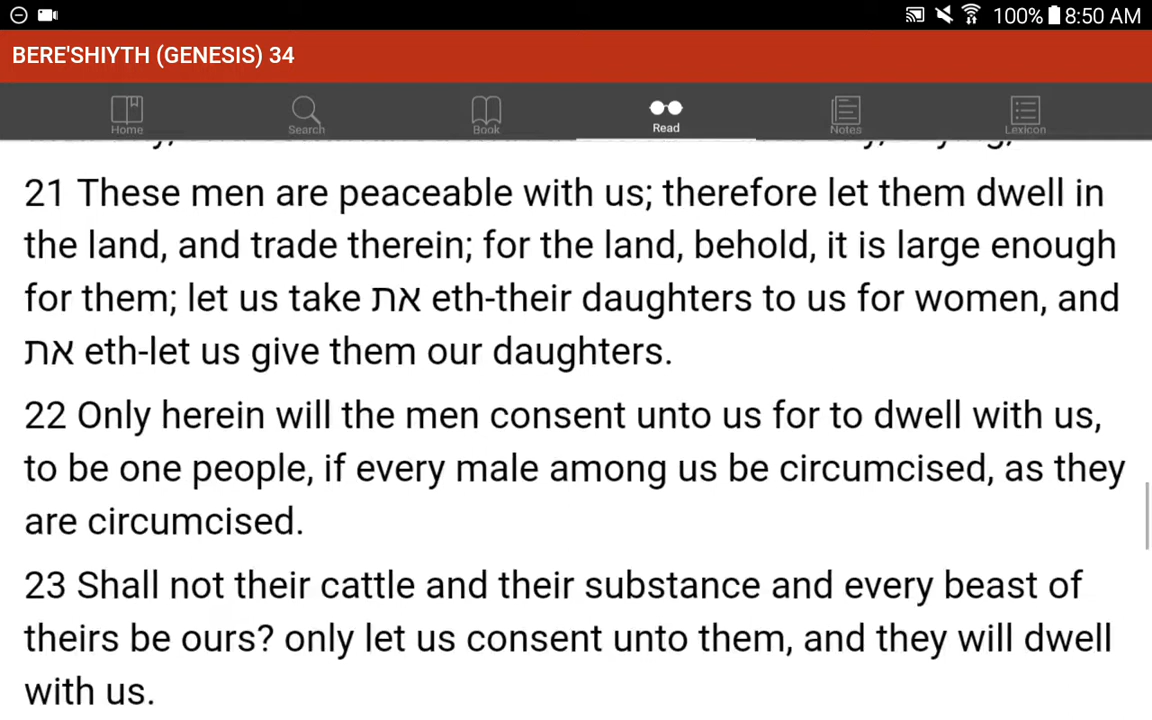 100% 8:50 AM
BERE'SHIYTH (GENESIS) 34
Home Search Book Read Notes Lexicon
21 These men are peaceable with us; therefore let them dwell in
the land, and trade therein; for the land, behold, it is large enough
for them; let us take את eth-their daughters to us for women, and
את eth-let us give them our daughters.
22 Only herein will the men consent unto us for to dwell with us,
to be one people, if every male among us be circumcised, as they
are circumcised.
23 Shall not their cattle and their substance and every beast of
theirs be ours? only let us consent unto them, and they will dwell
with us.